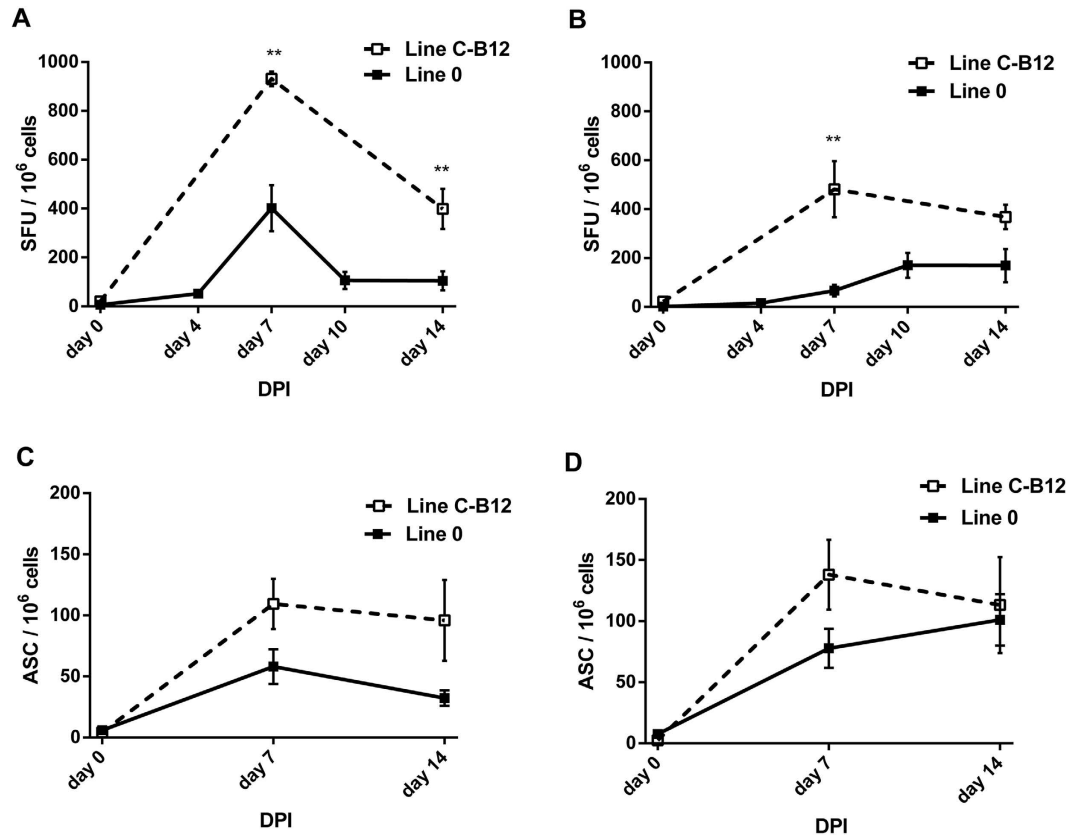 A
Line C-B12
Line 0
**
**
1000
800
600
400
200
0
SFU / 10⁶ cells
day 0
day 4
day 7
day 10
day 14
DPI
B
Line C-B12
Line 0
**
1000
800
600
400
200
0
SFU / 10⁶ cells
day 0
day 4
day 7
day 10
day 14
DPI
C
Line C-B12
Line 0
200
150
100
50
0
ASC / 10⁶ cells
day 0
day 7
day 14
DPI
D
Line C-B12
Line 0
200
150
100
50
0
ASC / 10⁶ cells
day 0
day 7
day 14
DPI